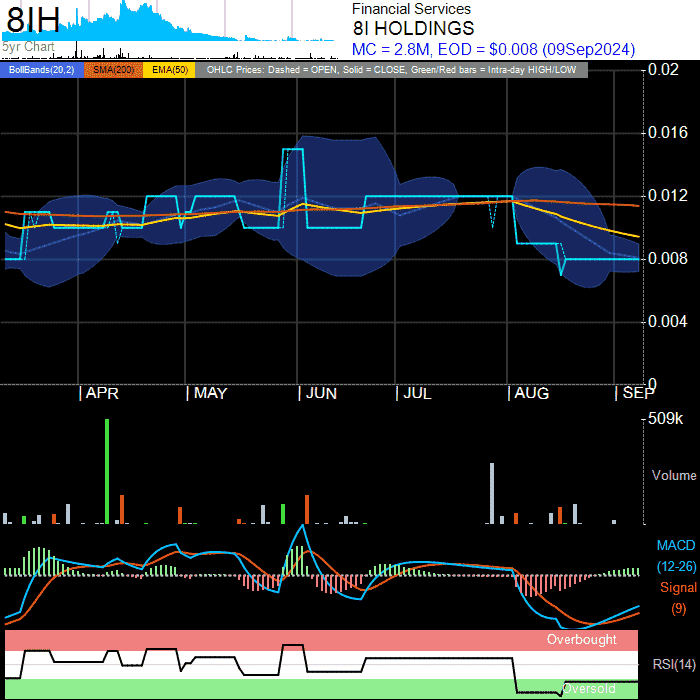 8IH
5yr Chart
Financial Services
8I HOLDINGS
MC = 2.8M, EOD = $0.008 (09Sep2024)
BollBands(20,2) SMA(200) EMA(50) OHLC Prices: Dashed = OPEN, Solid = CLOSE, Green/Red bars = Intra-day HIGH/LOW
0.02
0.016
0.012
0.008
0.004
0
| APR | MAY | JUN | JUL | AUG | SEP
509k
Volume
MACD
(12-26)
Signal
(9)
Overbought
RSI(14)
Oversold